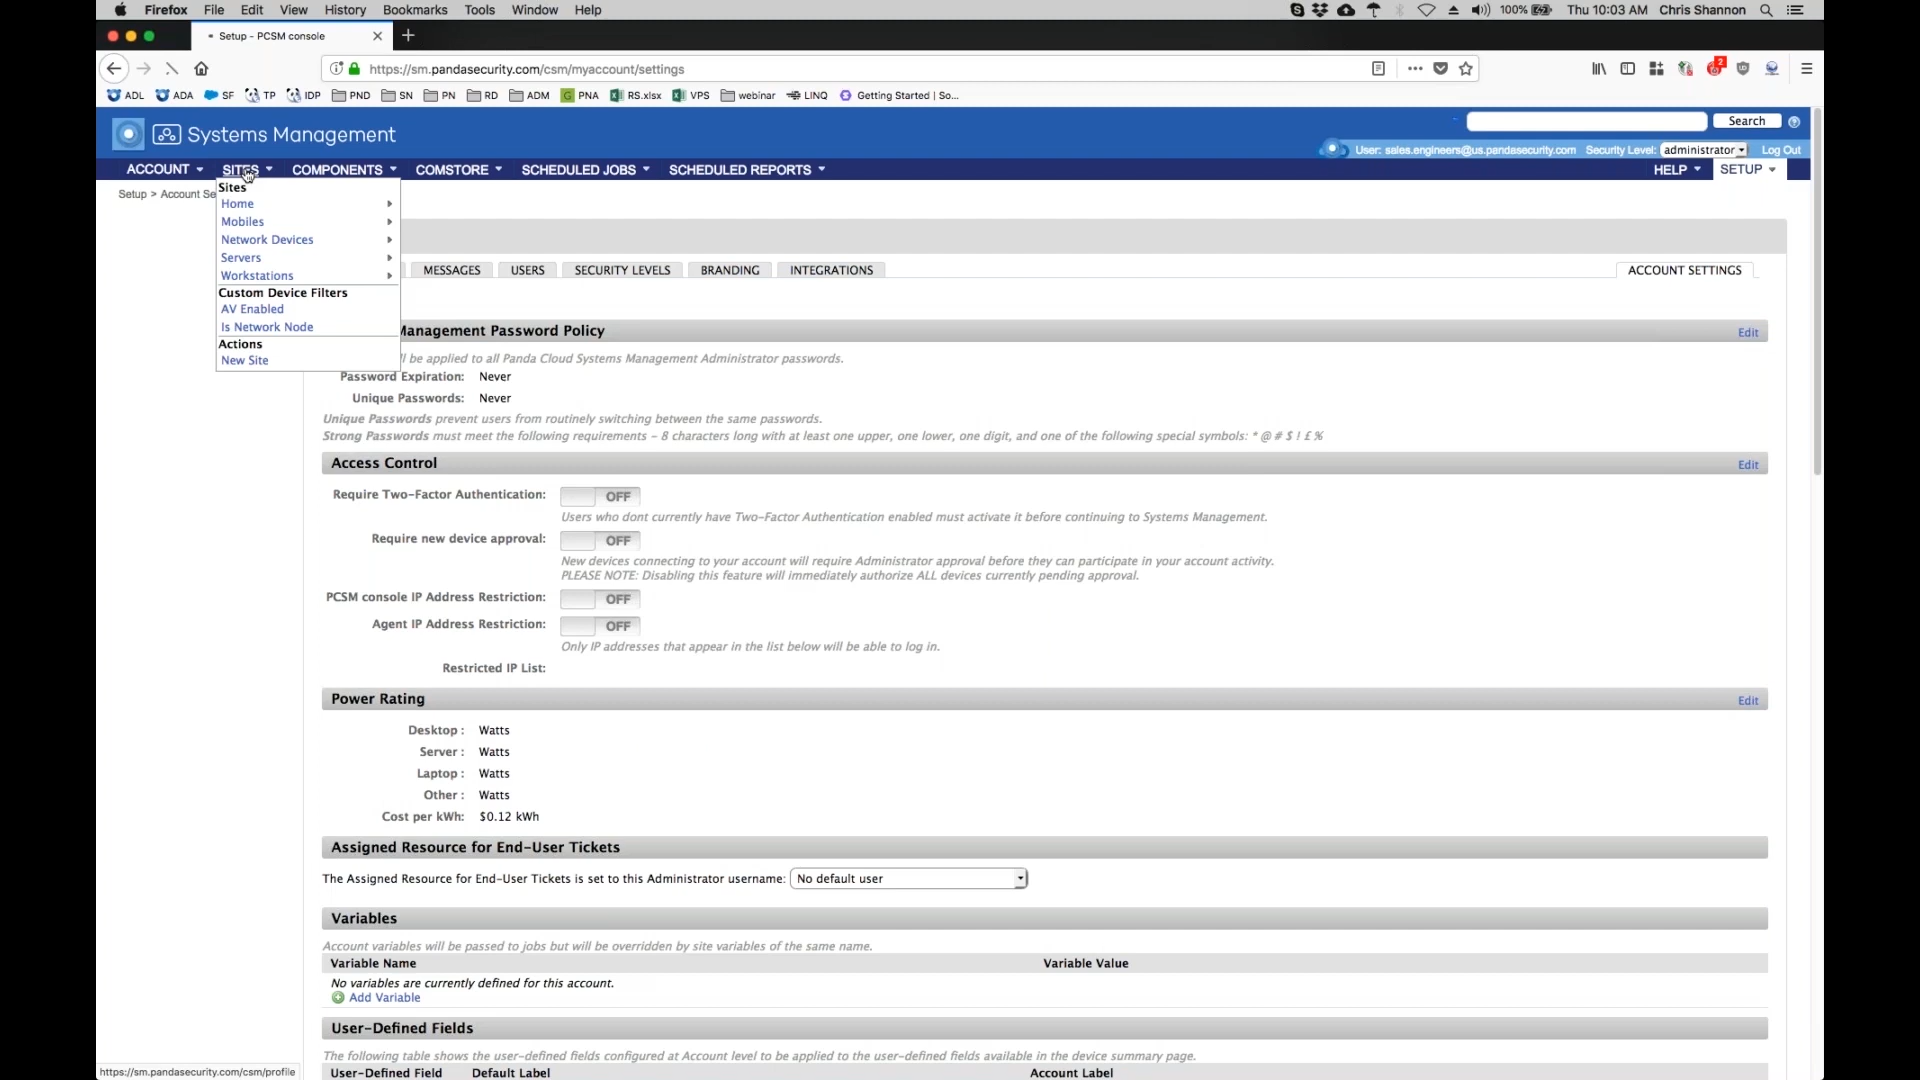 Firefox File Edit View History Bookmarks Tools Window Help 100% Thu 10:03 AM Chris Shannon
Setup - PCSM console
https://sm.pandasecurity.com/csm/myaccount/settings
2
ADL ADA SF TP IDP PND SN PN RD ADM PNA RS.xlsx VPS webinar LINQ Getting Started | So...
Systems Management
Search
User: sales.engineers@us.pandasecurity.com Security Level: administrator Log Out
ACCOUNT SITES COMPONENTS COMSTORE SCHEDULED JOBS SCHEDULED REPORTS HELP SETUP
Setup > Account Se
Sites
Home
Mobiles
Network Devices
Servers
Workstations
Custom Device Filters
AV Enabled
Is Network Node
Actions
New Site
MESSAGES USERS SECURITY LEVELS BRANDING INTEGRATIONS ACCOUNT SETTINGS
Management Password Policy Edit
ll be applied to all Panda Cloud Systems Management Administrator passwords.
Password Expiration: Never
Unique Passwords: Never
Unique Passwords prevent users from routinely switching between the same passwords.
Strong Passwords must meet the following requirements - 8 characters long with at least one upper, one lower, one digit, and one of the following special symbols: * @ # $ ! £ %
Access Control Edit
Require Two-Factor Authentication: OFF
Users who dont currently have Two-Factor Authentication enabled must activate it before continuing to Systems Management.
Require new device approval: OFF
New devices connecting to your account will require Administrator approval before they can participate in your account activity.
PLEASE NOTE: Disabling this feature will immediately authorize ALL devices currently pending approval.
PCSM console IP Address Restriction: OFF
Agent IP Address Restriction: OFF
Only IP addresses that appear in the list below will be able to log in.
Restricted IP List:
Power Rating Edit
Desktop : Watts
Server : Watts
Laptop : Watts
Other : Watts
Cost per kWh: $0.12 kWh
Assigned Resource for End-User Tickets
The Assigned Resource for End-User Tickets is set to this Administrator username: No default user
Variables
Account variables will be passed to jobs but will be overridden by site variables of the same name.
Variable Name Variable Value
No variables are currently defined for this account.
Add Variable
User-Defined Fields
The following table shows the user-defined fields configured at Account level to be applied to the user-defined fields available in the device summary page.
User-Defined Field Default Label Account Label
https://sm.pandasecurity.com/csm/profile